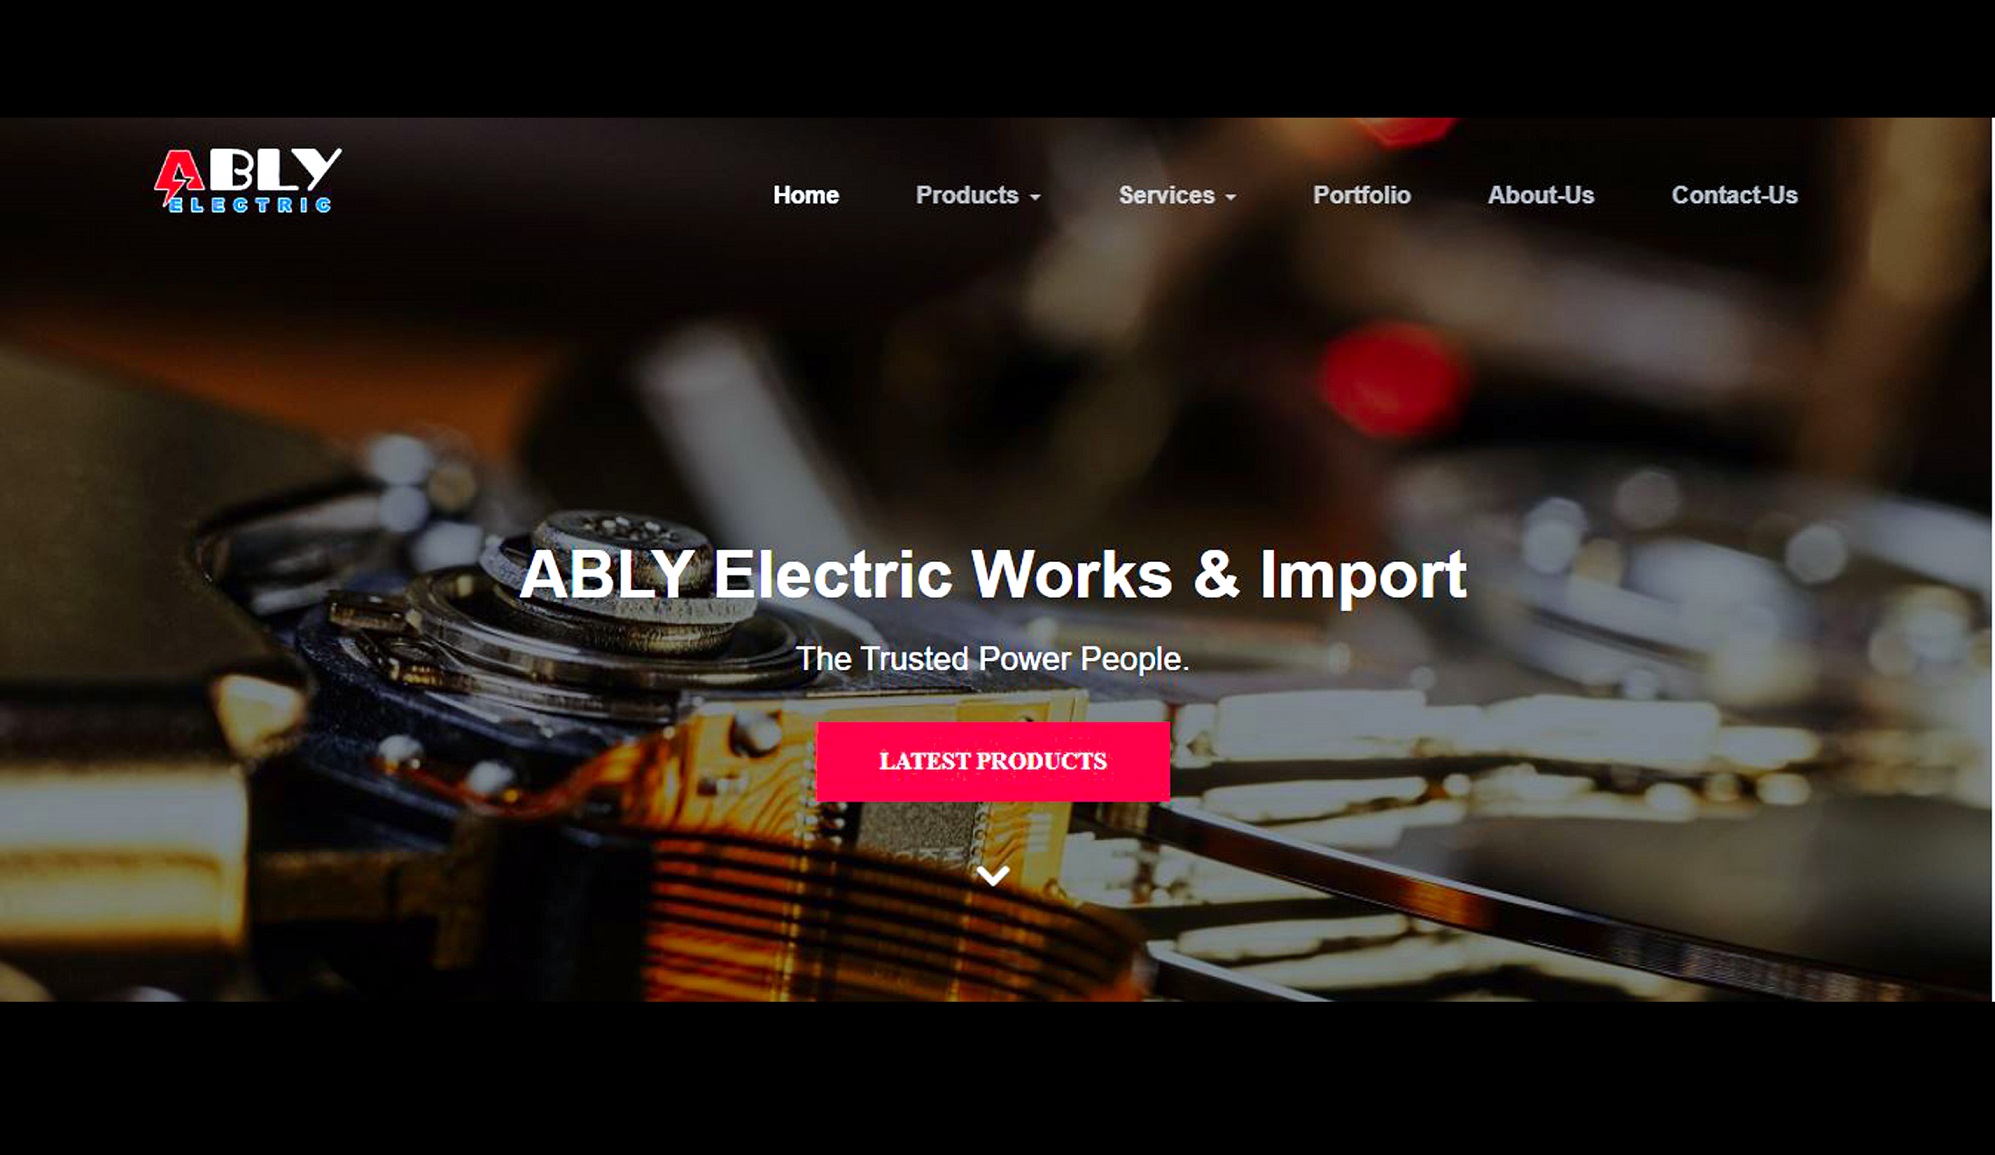 ABLY
ELECTRIC
Home Products Services Portfolio About-Us Contact-Us
ABLY Electric Works & Import
The Trusted Power People.
LATEST PRODUCTS